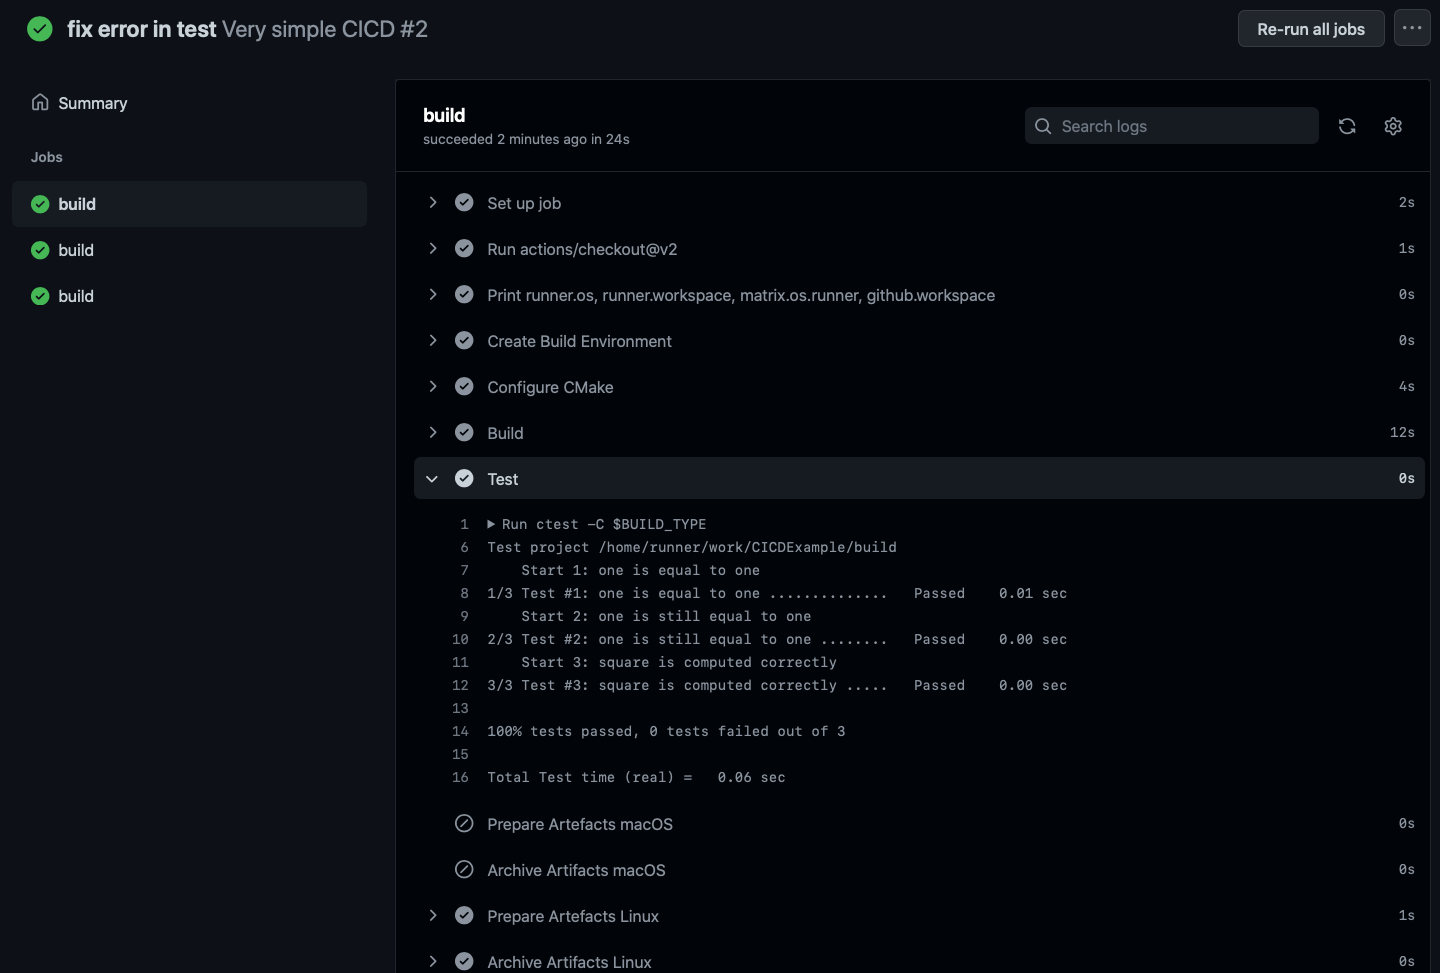 fix error in test Very simple CICD #2
Re-run all jobs
Summary
Jobs
build
build
build
build
succeeded 2 minutes ago in 24s
Search logs
Set up job 2s
Run actions/checkout@v2 1s
Print runner.os, runner.workspace, matrix.os.runner, github.workspace 0s
Create Build Environment 0s
Configure CMake 4s
Build 12s
Test 0s
1 Run ctest -C $BUILD_TYPE
6 Test project /home/runner/work/CICDExample/build
7 Start 1: one is equal to one
8 1/3 Test #1: one is equal to one .............. Passed 0.01 sec
9 Start 2: one is still equal to one
10 2/3 Test #2: one is still equal to one ........ Passed 0.00 sec
11 Start 3: square is computed correctly
12 3/3 Test #3: square is computed correctly ..... Passed 0.00 sec
13
14 100% tests passed, 0 tests failed out of 3
15
16 Total Test time (real) = 0.06 sec
Prepare Artefacts macOS 0s
Archive Artifacts macOS 0s
Prepare Artefacts Linux 1s
Archive Artifacts Linux 0s